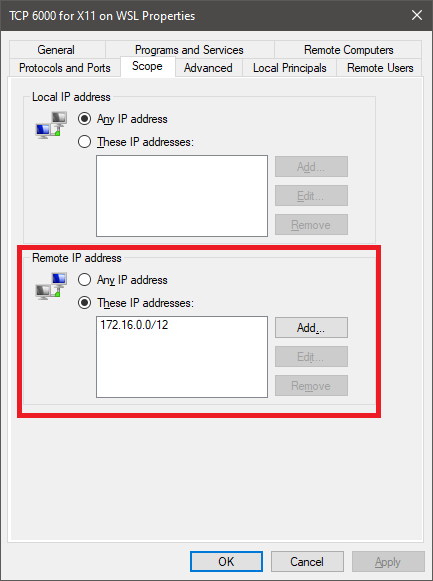 TCP 6000 for X11 on WSL Properties
General Programs and Services Remote Computers
Protocols and Ports Scope Advanced Local Principals Remote Users
Local IP address
Any IP address
These IP addresses:
Add...
Edit...
Remove
Remote IP address
Any IP address
These IP addresses:
172.16.0.0/12
Add...
Edit...
Remove
OK Cancel Apply